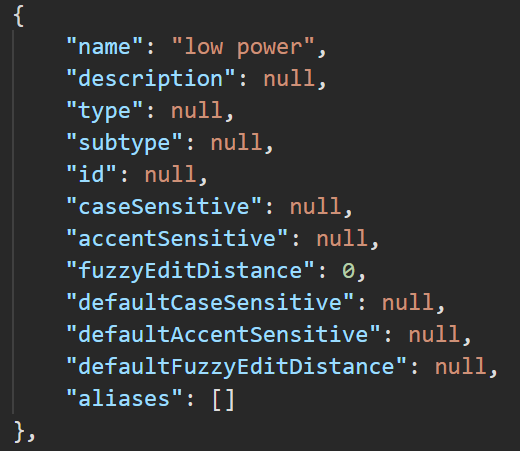 {
    "name": "low power",
    "description": null,
    "type": null,
    "subtype": null,
    "id": null,
    "caseSensitive": null,
    "accentSensitive": null,
    "fuzzyEditDistance": 0,
    "defaultCaseSensitive": null,
    "defaultAccentSensitive": null,
    "defaultFuzzyEditDistance": null,
    "aliases": []
},